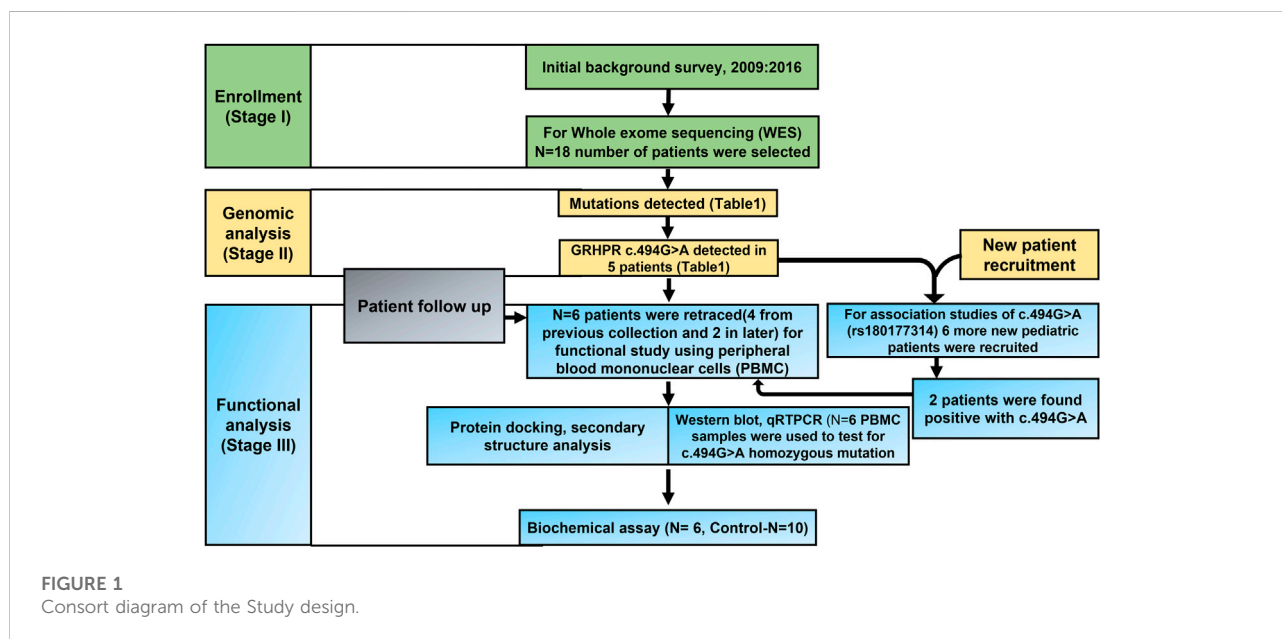 Enrollment
(Stage I)
Initial background survey, 2009:2016
For Whole exome sequencing (WES)
N=18 number of patients were selected
Genomic
analysis
(Stage II)
Mutations detected (Table1)
GRHPR c.494G>A detected in
5 patients (Table1)
New patient
recruitment
Patient follow up
Functional
analysis
(Stage III)
N=6 patients were retraced(4 from
previous collection and 2 in later) for
functional study using peripheral
blood mononuclear cells (PBMC)
For association studies of c.494G>A
(rs180177314) 6 more new pediatric
patients were recruited
2 patients were found
positive with c.494G>A
Protein docking, secondary
structure analysis
Western blot, qRTPCR (N=6 PBMC
samples were used to test for
c.494G>A homozygous mutation
Biochemical assay (N= 6, Control-N=10)
FIGURE 1
Consort diagram of the Study design.